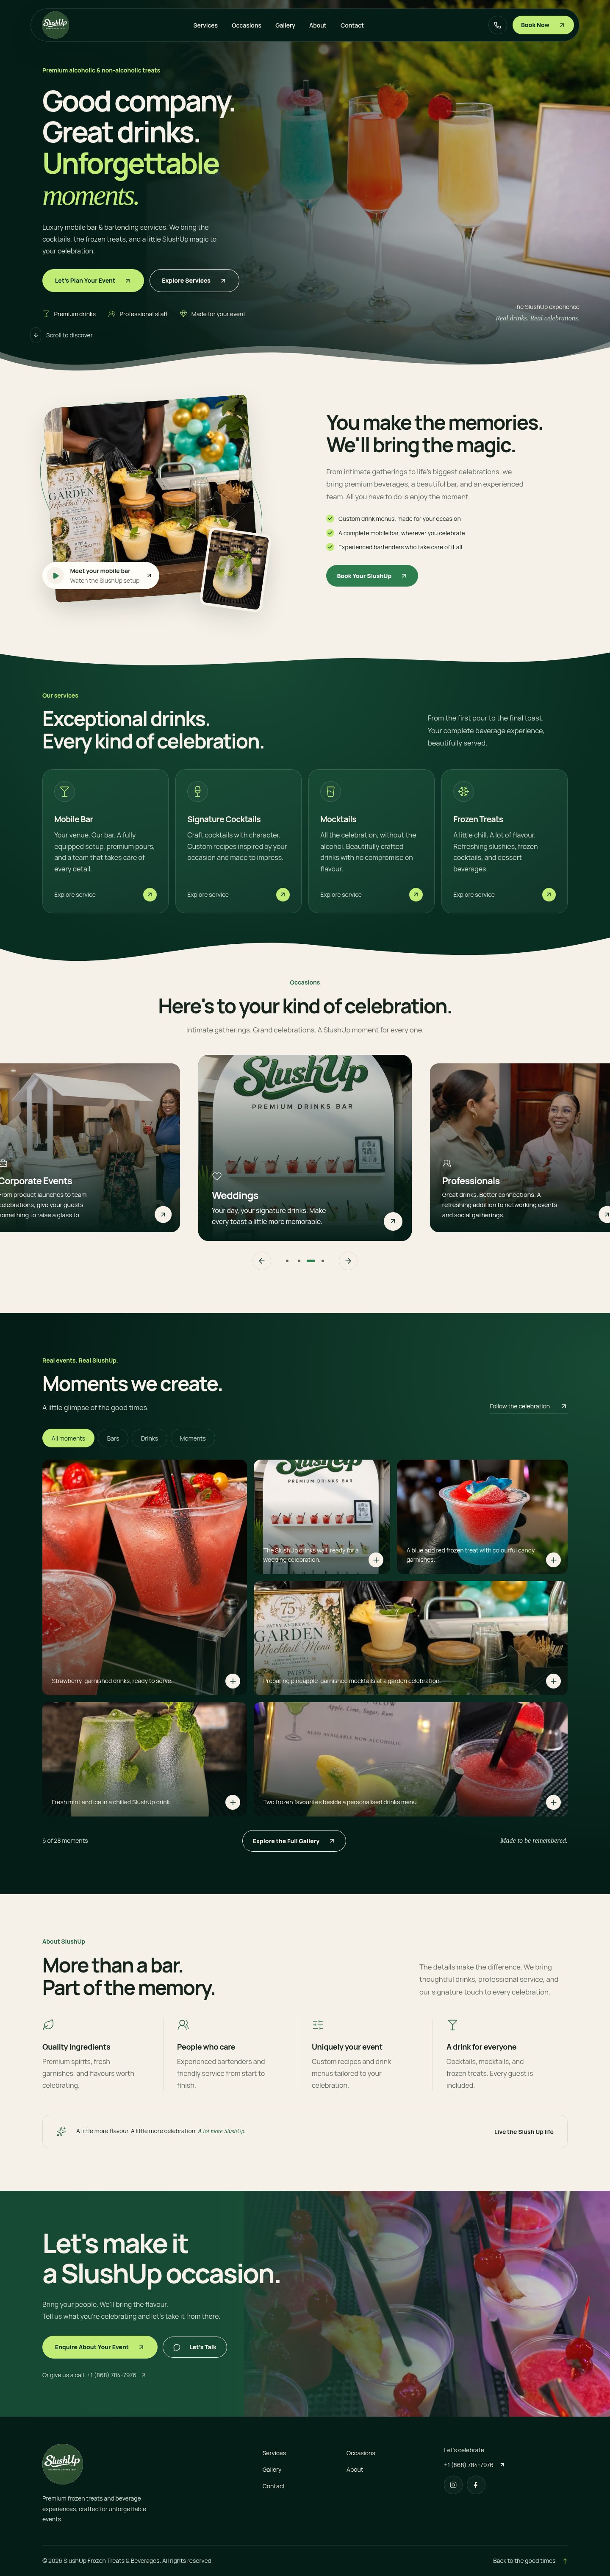 SlushUp
Services
Occasions
Gallery
About
Contact
Book Now
Premium alcoholic & non-alcoholic treats
Good company.
Great drinks.
Unforgettable
moments.
Luxury mobile bar & bartending services. We bring the
cocktails, the frozen treats, and a little SlushUp magic to
your celebration.
Let's Plan Your Event
Explore Services
Premium drinks
Professional staff
Made for your event
Scroll to discover
The SlushUp experience
Real drinks. Real celebrations.
75
GARDEN
Mocktail Menu
Meet your mobile bar
Watch the SlushUp setup
You make the memories.
We'll bring the magic.
From intimate gatherings to life's biggest celebrations, we
bring premium beverages, a beautiful bar, and an experienced
team. All you have to do is enjoy the moment.
Custom drink menus, made for your occasion
A complete mobile bar, wherever you celebrate
Experienced bartenders who take care of it all
Book Your SlushUp
Our services
Exceptional drinks.
Every kind of celebration.
From the first pour to the final toast.
Your complete beverage experience,
beautifully served.
Mobile Bar
Your venue. Our bar. A fully
equipped setup, premium pours,
and a team that takes care of
every detail.
Explore service
Signature Cocktails
Craft cocktails with character.
Custom recipes inspired by your
occasion and made to impress.
Explore service
Mocktails
All the celebration, without the
alcohol. Beautifully crafted
drinks with no compromise on
flavour.
Explore service
Frozen Treats
A little chill. A lot of flavour.
Refreshing slushies, frozen
cocktails, and dessert
beverages.
Explore service
Occasions
Here's to your kind of celebration.
Intimate gatherings. Grand celebrations. A SlushUp moment for every one.
Corporate Events
From product launches to team
celebrations, give your guests
something to raise a glass to.
SlushUp
PREMIUM DRINKS BAR
Weddings
Your day, your signature drinks. Make
every toast a little more memorable.
Professionals
Great drinks. Better connections. A
refreshing addition to networking events
and social gatherings.
Real events. Real SlushUp.
Moments we create.
A little glimpse of the good times.
Follow the celebration
All moments
Bars
Drinks
Moments
Strawberry-garnished drinks, ready to serve.
SlushUp
PREMIUM DRINKS BAR
The SlushUp drinks wall, ready for a
wedding celebration.
A blue and red frozen treat with colourful candy
garnishes.
75
PATSY AUDREY'S
GARDEN
Mocktail Menu
PATSY'S
Preparing pineapple-garnished mocktails at a garden celebration.
Fresh mint and ice in a chilled SlushUp drink.
Apple, Lime, Sugar, Rum
ALSO AVAILABLE NON ALCOHOLIC
Two frozen favourites beside a personalised drinks menu.
6 of 28 moments
Explore the Full Gallery
Made to be remembered.
About SlushUp
More than a bar.
Part of the memory.
The details make the difference. We bring
thoughtful drinks, professional service, and
our signature touch to every celebration.
Quality ingredients
Premium spirits, fresh
garnishes, and flavours worth
celebrating.
People who care
Experienced bartenders and
friendly service from start to
finish.
Uniquely your event
Custom recipes and drink
menus tailored to your
celebration.
A drink for everyone
Cocktails, mocktails, and
frozen treats. Every guest is
included.
A little more flavour. A little more celebration. A lot more SlushUp.
Live the Slush Up life
Let's make it
a SlushUp occasion.
Bring your people. We'll bring the flavour.
Tell us what you're celebrating and let's take it from there.
Enquire About Your Event
Let's Talk
Or give us a call: +1 (868) 784-7976
SlushUp
Premium frozen treats and beverage
experiences, crafted for unforgettable
events.
Services
Occasions
Gallery
About
Contact
Let's celebrate
+1 (868) 784-7976
© 2026 SlushUp Frozen Treats & Beverages. All rights reserved.
Back to the good times